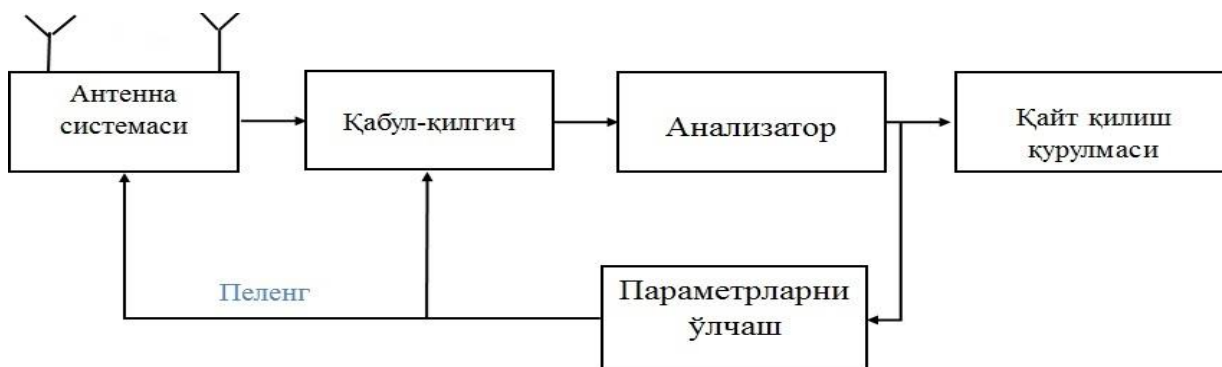 Антенна
системаси
Қабул-қилгич
Анализатор
Қайт қилиш
қурулмаси
Пеленг
Параметрларни
ўлчаш